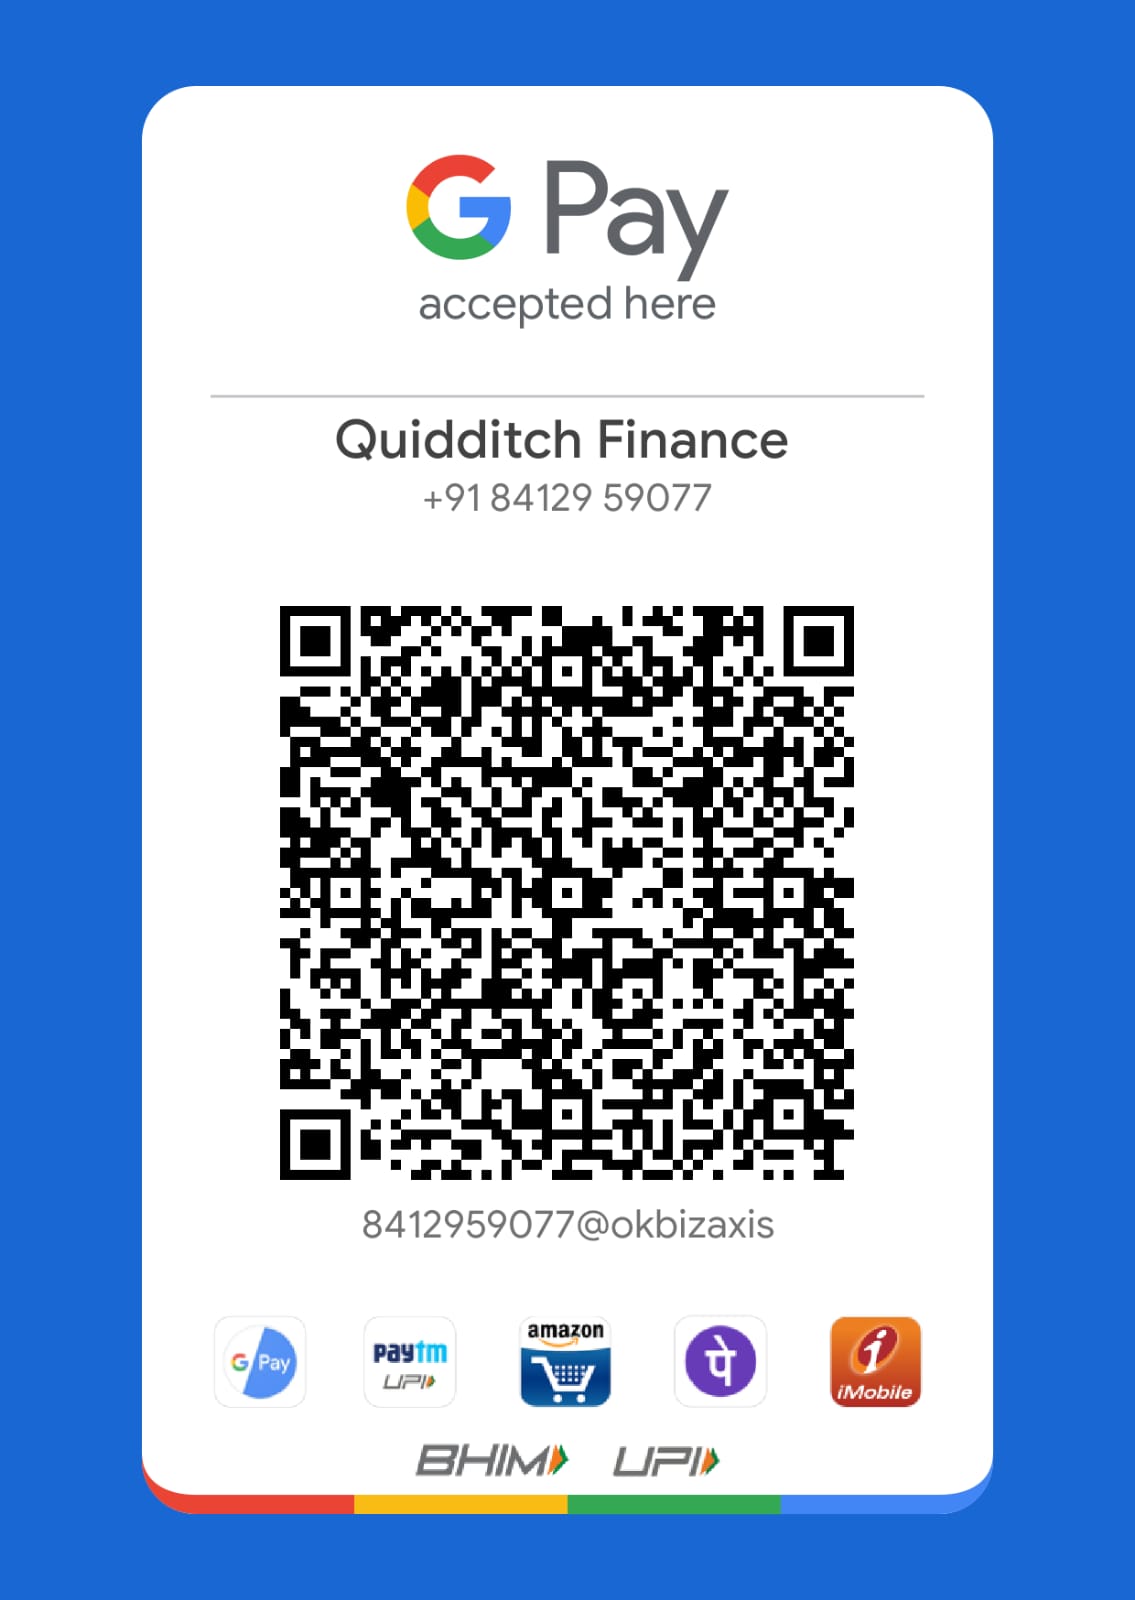 G Pay
accepted here
Quidditch Finance
+91 84129 59077
8412959077@okbizaxis
G Pay
paytm
UPI
amazon
पे
i
iMobile
BHIM UPI